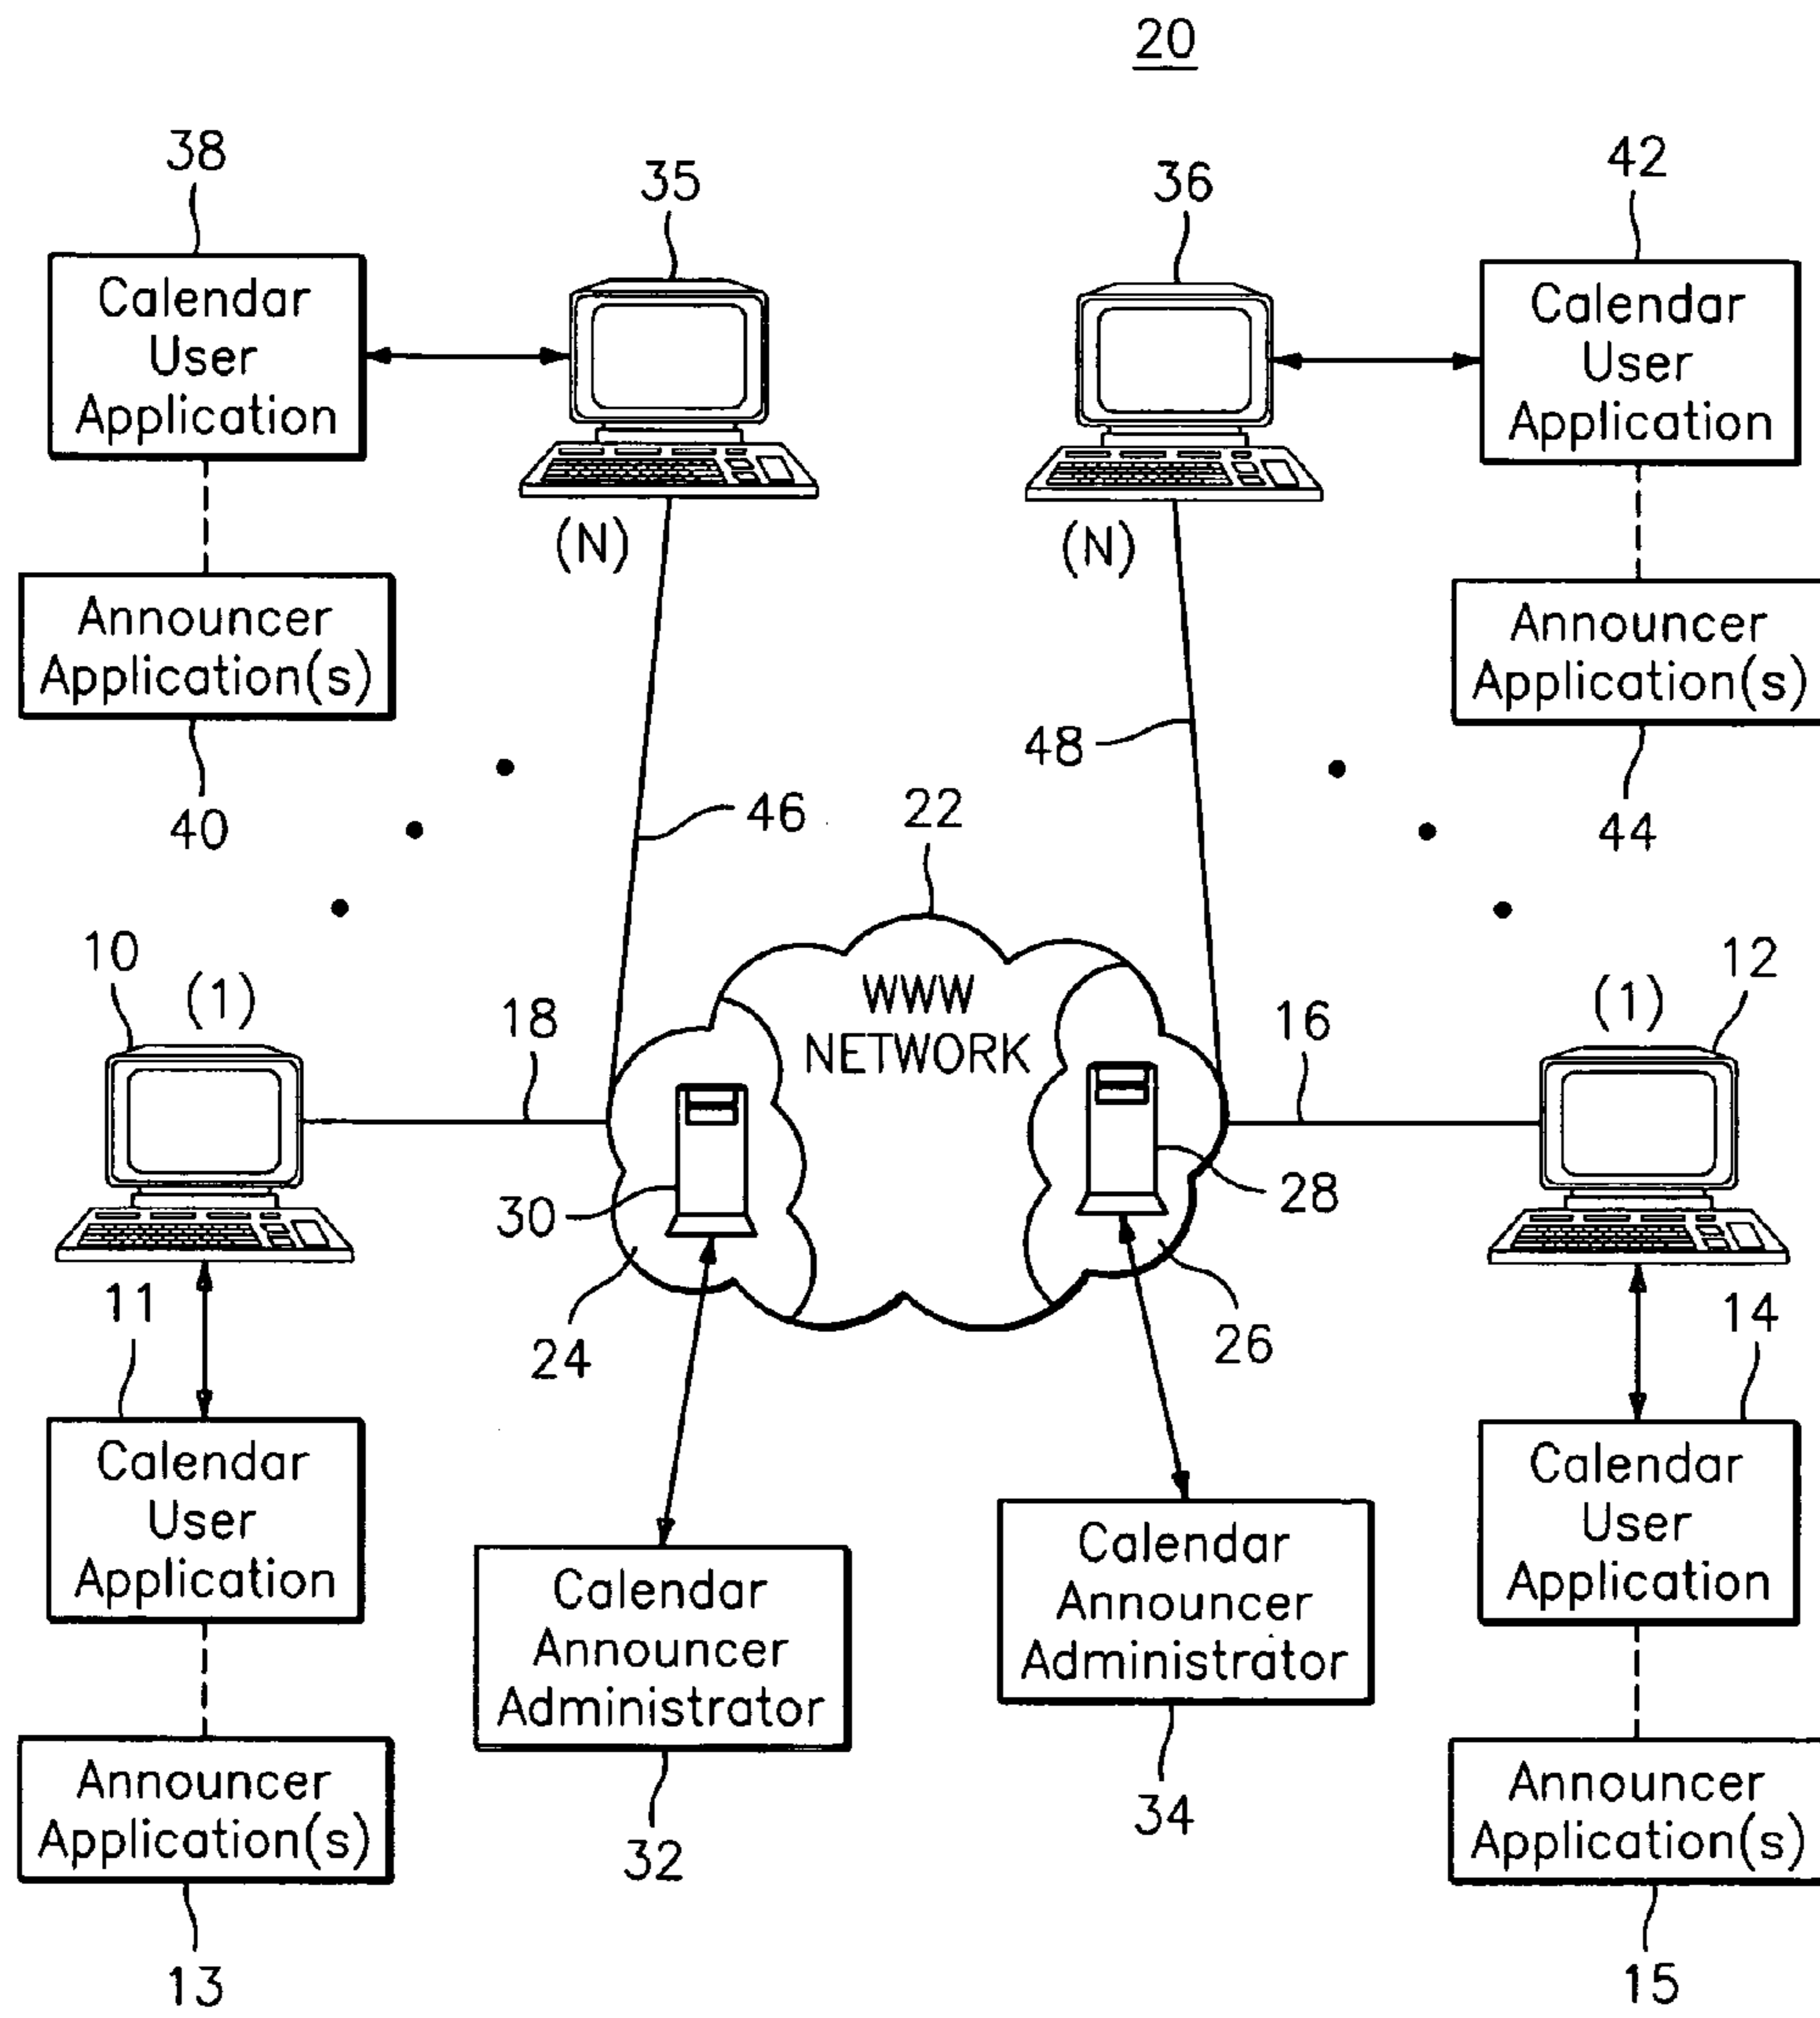 20
38
35
36
42
Calendar
User
Application
Calendar
User
Application
(N)
(N)
Announcer
Application(s)
Announcer
Application(s)
40
46
22
48
44
10
(1)
18
WWW
NETWORK
16
(1)
12
30
28
24
26
11
14
Calendar
User
Application
Calendar
Announcer
Administrator
Calendar
Announcer
Administrator
Calendar
User
Application
Announcer
Application(s)
32
34
Announcer
Application(s)
13
15